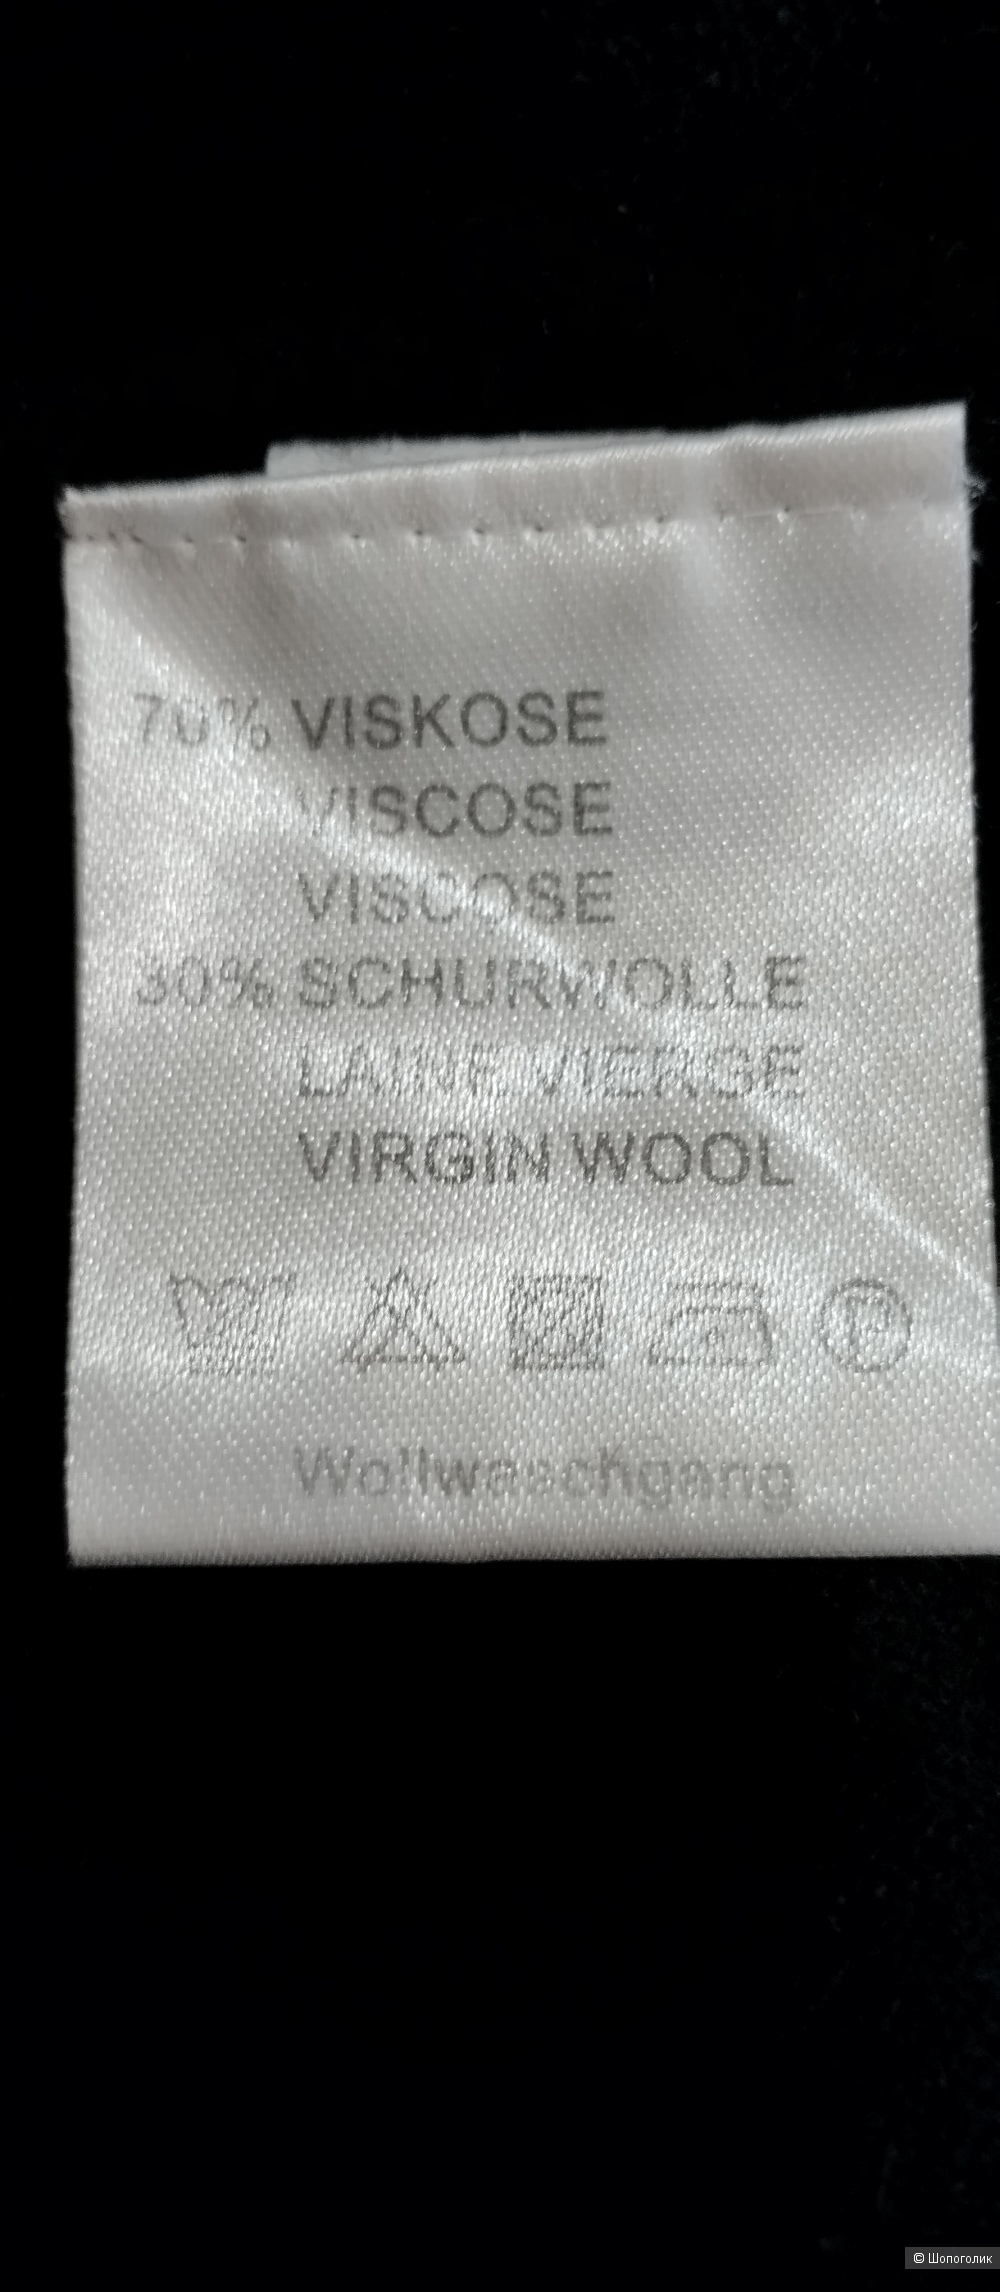 70% VISKOSE
VISCOSE
VISCOSE
30% SCHURWOLLE
LAINE VIERGE
VIRGIN WOOL
P
Wollwaschgang
© Шопоголик